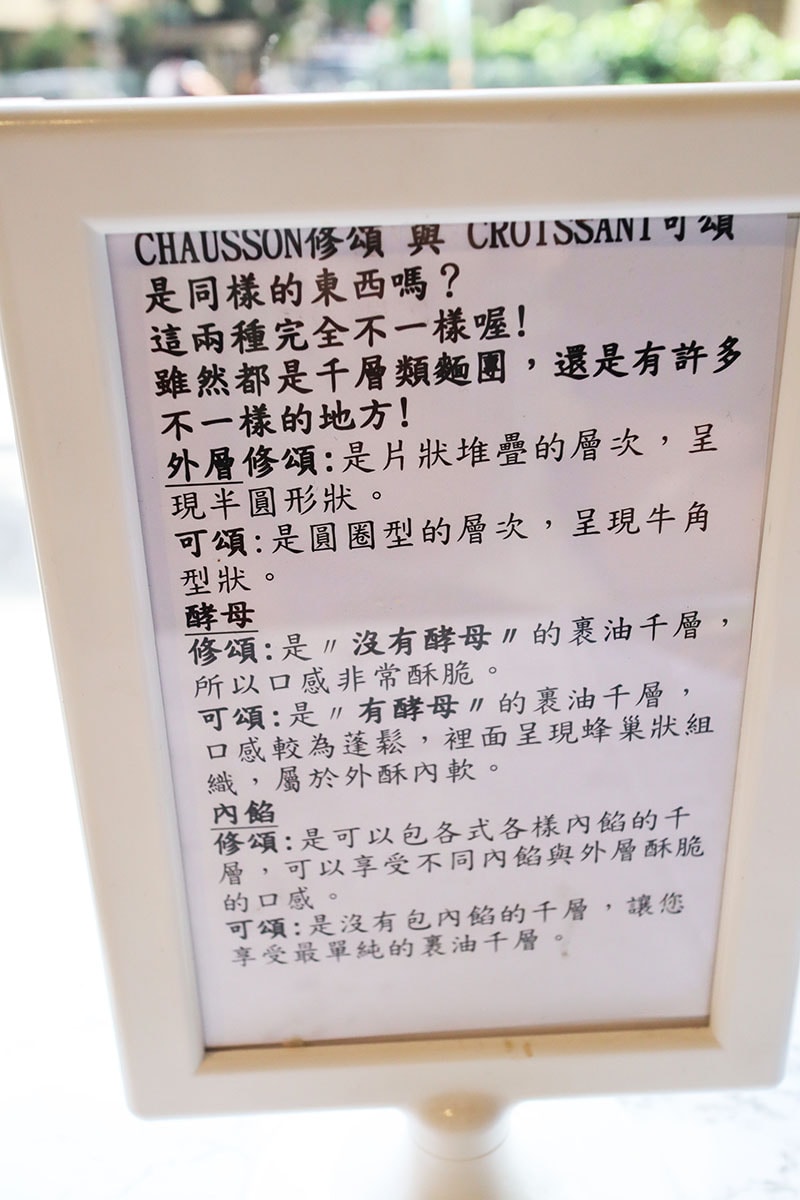 CHAUSSON修頌 與 CROISSANT可頌
是同樣的東西嗎？
這兩種完全不一樣喔!
雖然都是千層類麵團，還是有許多
不一樣的地方!
外層修頌:是片狀堆疊的層次，呈
現半圓形狀。
可頌:是圓圈型的層次，呈現牛角
型狀。
酵母
修頌:是〃沒有酵母〃的裹油千層，
所以口感非常酥脆。
可頌:是〃有酵母〃的裹油千層，
口感較為蓬鬆，裡面呈現蜂巢狀組
織，屬於外酥內軟。
內餡
修頌:是可以包各式各樣內餡的千
層，可以享受不同內餡與外層酥脆
的口感。
可頌:是沒有包內餡的千層，讓您
享受最單純的裹油千層。